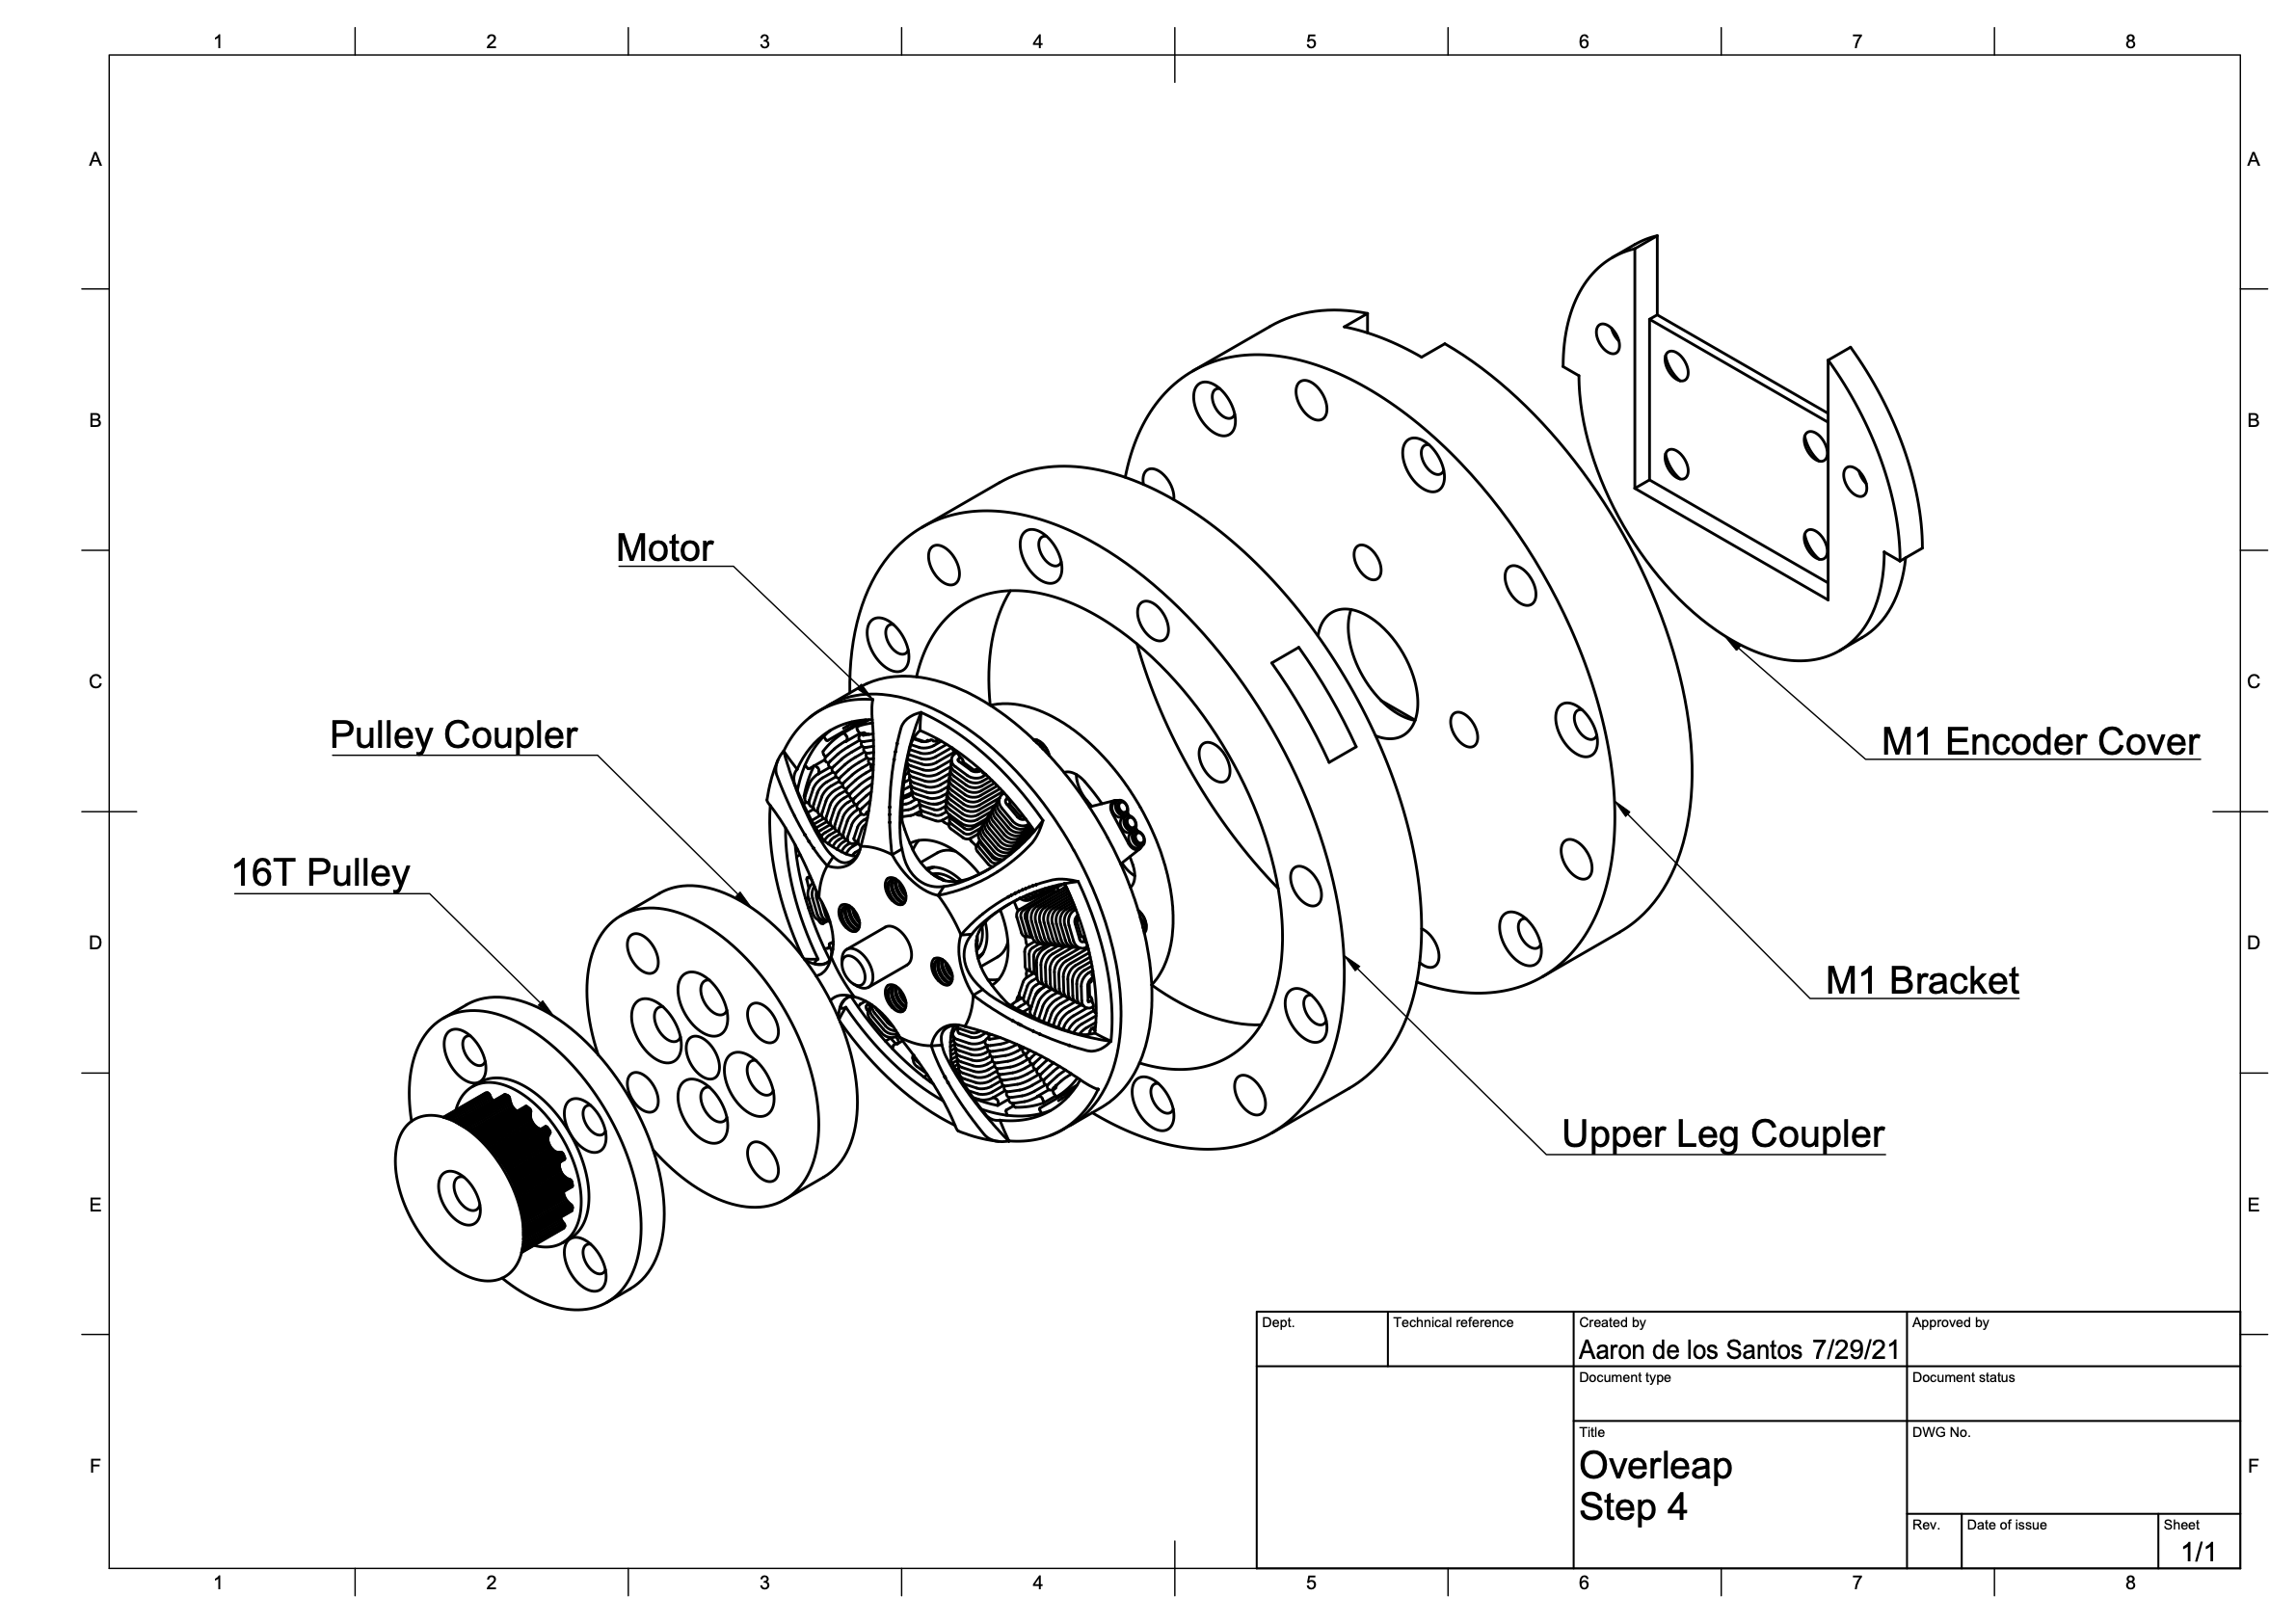 1 2 3 4 5 6 7 8
A A
B B
Motor
C C
Pulley Coupler
M1 Encoder Cover
16T Pulley
D D
M1 Bracket
Upper Leg Coupler
E E
Dept. Technical reference Created by Approved by
Aaron de los Santos 7/29/21
Document type Document status
Title DWG No.
Overleap
F F
Step 4
Rev. Date of issue Sheet
1/1
1 2 3 4 5 6 7 8